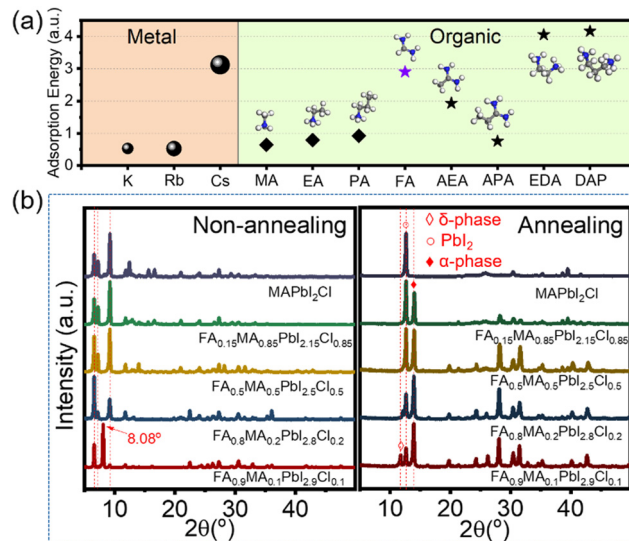 (a)
Metal
Organic
Adsorption Energy (a.u.)
4
3
2
1
0
K Rb Cs MA EA PA FA AEA APA EDA DAP
(b)
Non-annealing
Annealing
◊ δ-phase
○ PbI₂
♦ α-phase
MAPbI₂Cl
FA₀.₁₅MA₀.₈₅PbI₂.₁₅Cl₀.₈₅
FA₀.₅MA₀.₅PbI₂.₅Cl₀.₅
FA₀.₈MA₀.₂PbI₂.₈Cl₀.₂
8.08º
FA₀.₉MA₀.₁PbI₂.₉Cl₀.₁
MAPbI₂Cl
FA₀.₁₅MA₀.₈₅PbI₂.₁₅Cl₀.₈₅
FA₀.₅MA₀.₅PbI₂.₅Cl₀.₅
FA₀.₈MA₀.₂PbI₂.₈Cl₀.₂
FA₀.₉MA₀.₁PbI₂.₉Cl₀.₁
Intensity (a.u.)
10 20 30 40
10 20 30 40
2θ(º)
2θ(º)